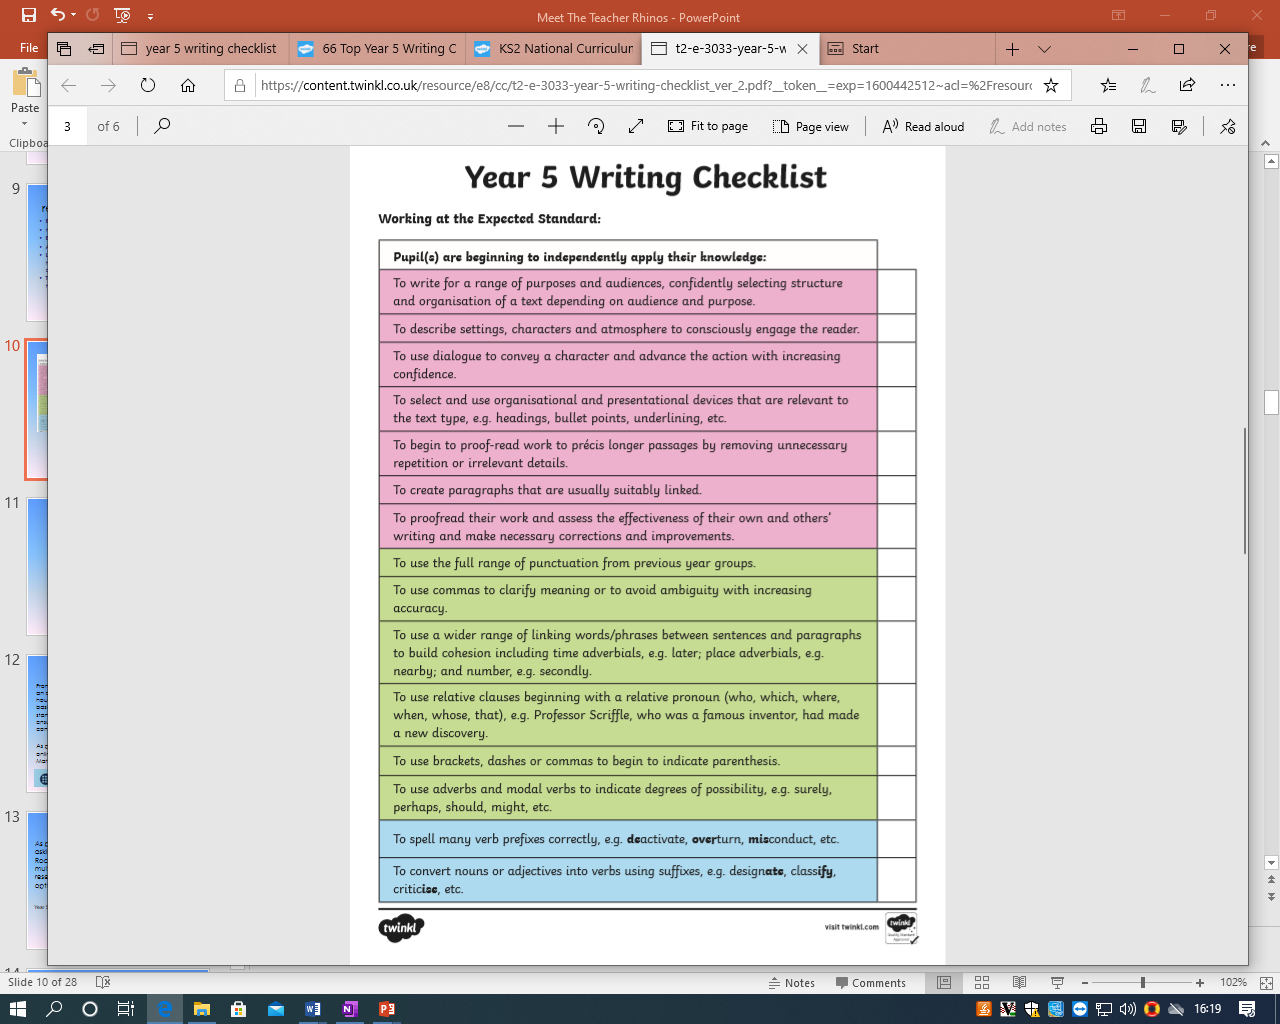 Meet The Teacher Rhinos - PowerPoint
File
year 5 writing checklist
66 Top Year 5 Writing C
KS2 National Curriculun
t2-e-3033-year-5-w
Start
https://content.twinkl.co.uk/resource/e8/cc/t2-e-3033-year-5-writing-checklist_ver_2.pdf?__token__=exp=1600442512~acl=%2Fresourc
Paste
Clipboa
3 of 6
Fit to page
Page view
Read aloud
Add notes
9
10
11
12
13
14
Year 5 Writing Checklist
Working at the Expected Standard:
Pupil(s) are beginning to independently apply their knowledge:
To write for a range of purposes and audiences, confidently selecting structure
and organisation of a text depending on audience and purpose.
To describe settings, characters and atmosphere to consciously engage the reader.
To use dialogue to convey a character and advance the action with increasing
confidence.
To select and use organisational and presentational devices that are relevant to
the text type, e.g. headings, bullet points, underlining, etc.
To begin to proof-read work to précis longer passages by removing unnecessary
repetition or irrelevant details.
To create paragraphs that are usually suitably linked.
To proofread their work and assess the effectiveness of their own and others'
writing and make necessary corrections and improvements.
To use the full range of punctuation from previous year groups.
To use commas to clarify meaning or to avoid ambiguity with increasing
accuracy.
To use a wider range of linking words/phrases between sentences and paragraphs
to build cohesion including time adverbials, e.g. later; place adverbials, e.g.
nearby; and number, e.g. secondly.
To use relative clauses beginning with a relative pronoun (who, which, where,
when, whose, that), e.g. Professor Scriffle, who was a famous inventor, had made
a new discovery.
To use brackets, dashes or commas to begin to indicate parenthesis.
To use adverbs and modal verbs to indicate degrees of possibility, e.g. surely,
perhaps, should, might, etc.
To spell many verb prefixes correctly, e.g. deactivate, overturn, misconduct, etc.
To convert nouns or adjectives into verbs using suffixes, e.g. designate, classify,
criticise, etc.
twinkl
visit twinkl.com
twinkl
Slide 10 of 28
Notes
Comments
102%
16:19